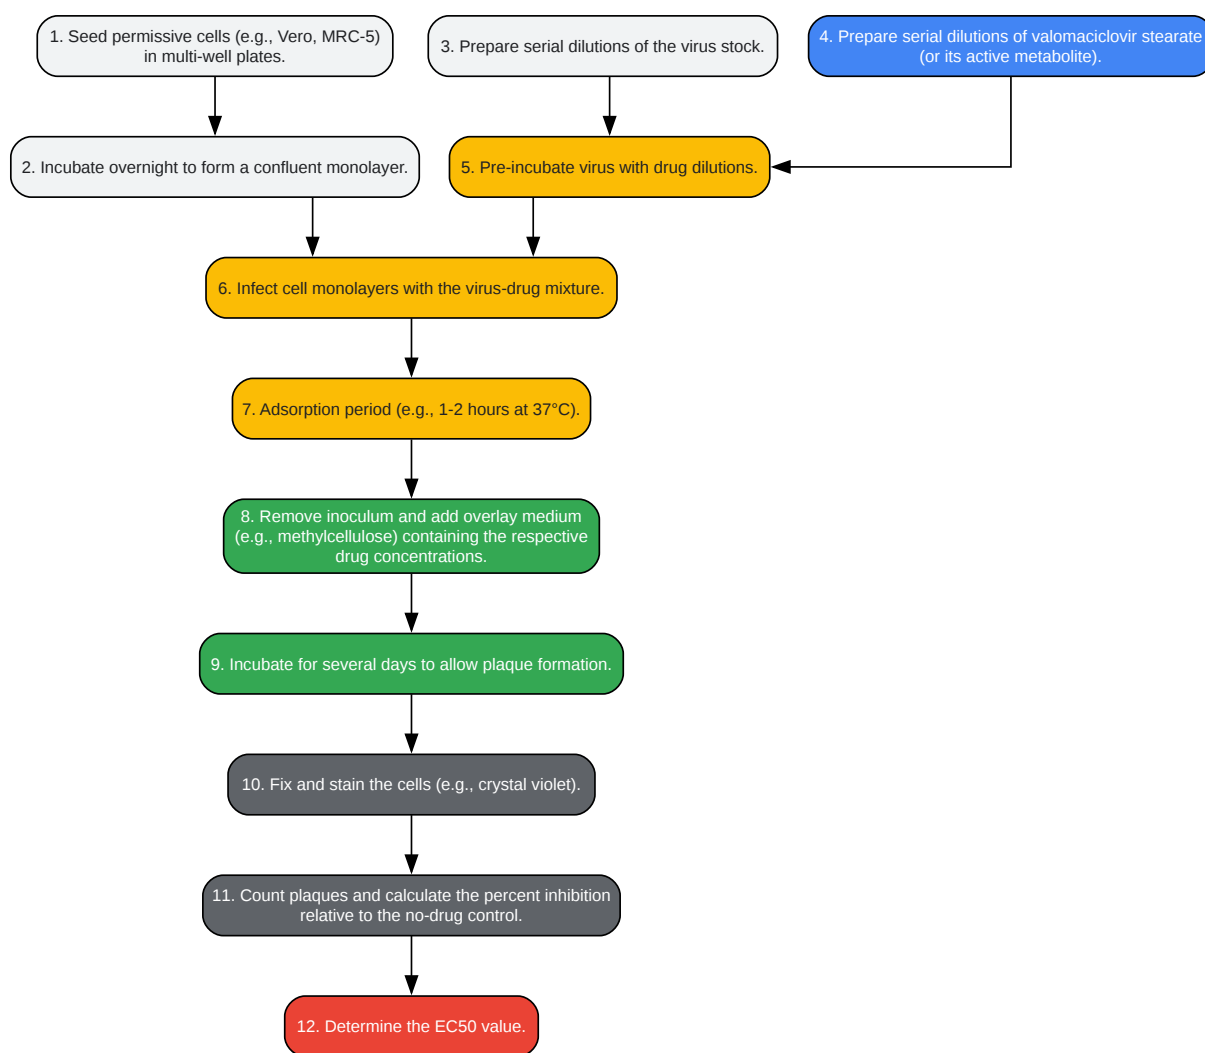 1. Seed permissive cells (e.g., Vero, MRC-5)
in multi-well plates.
3. Prepare serial dilutions of the virus stock.
4. Prepare serial dilutions of valomaciclovir stearate
(or its active metabolite).
2. Incubate overnight to form a confluent monolayer.
5. Pre-incubate virus with drug dilutions.
6. Infect cell monolayers with the virus-drug mixture.
7. Adsorption period (e.g., 1-2 hours at 37°C).
8. Remove inoculum and add overlay medium
(e.g., methylcellulose) containing the respective
drug concentrations.
9. Incubate for several days to allow plaque formation.
10. Fix and stain the cells (e.g., crystal violet).
11. Count plaques and calculate the percent inhibition
relative to the no-drug control.
12. Determine the EC50 value.